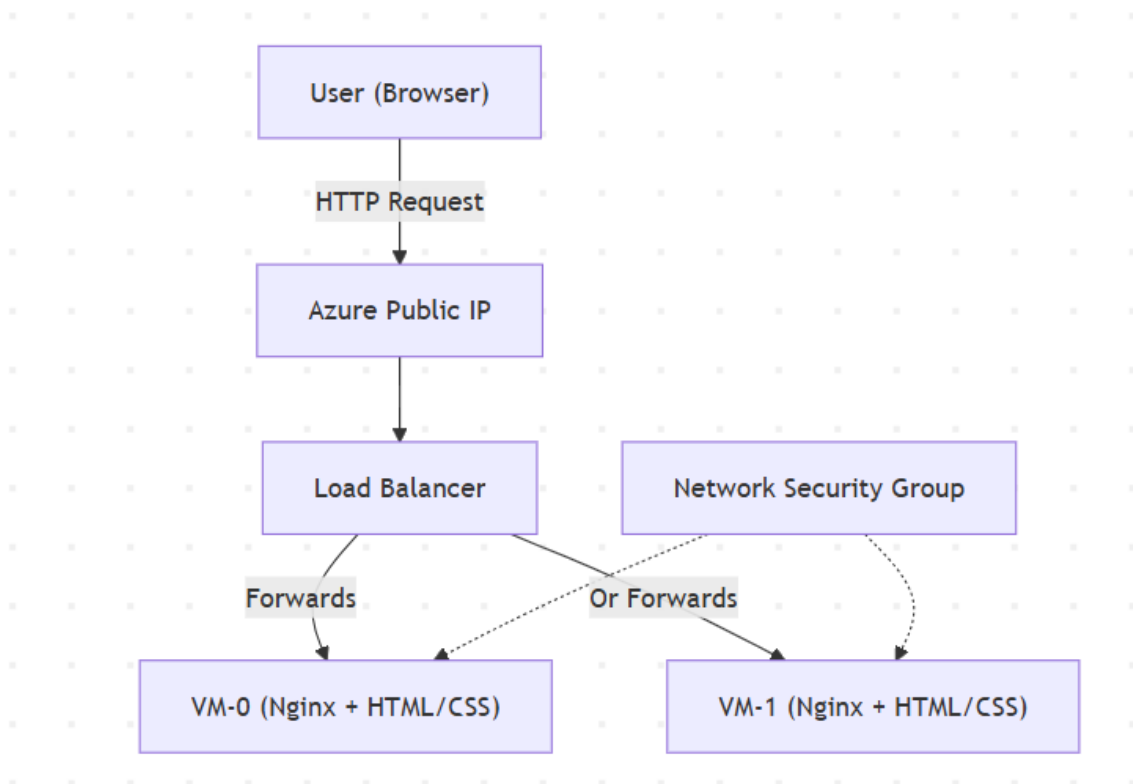 User (Browser)
HTTP Request
Azure Public IP
Load Balancer
Network Security Group
Forwards
Or Forwards
VM-0 (Nginx + HTML/CSS)
VM-1 (Nginx + HTML/CSS)